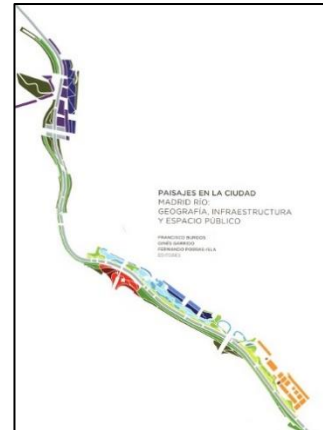 PAISAJES EN LA CIUDAD
MADRID RÍO:
GEOGRAFÍA, INFRAESTRUCTURA
Y ESPACIO PÚBLICO
FRANCISCO BURGOS
GINÉS GARRIDO
FERNANDO PORRAS-ISLA
EDITORES